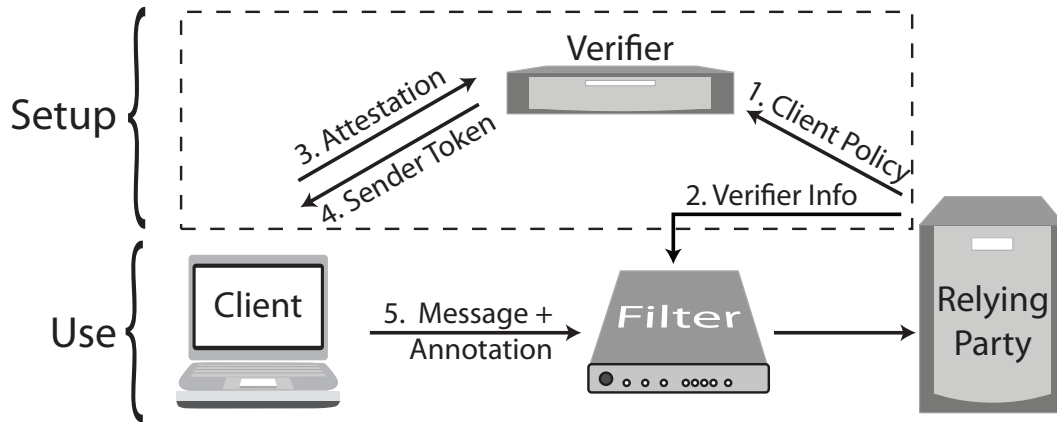 Verifier
Setup
1. Client Policy
3. Attestation
4. Sender Token
2. Verifier Info
Use
Client
5. Message +
Annotation
Filter
Relying
Party